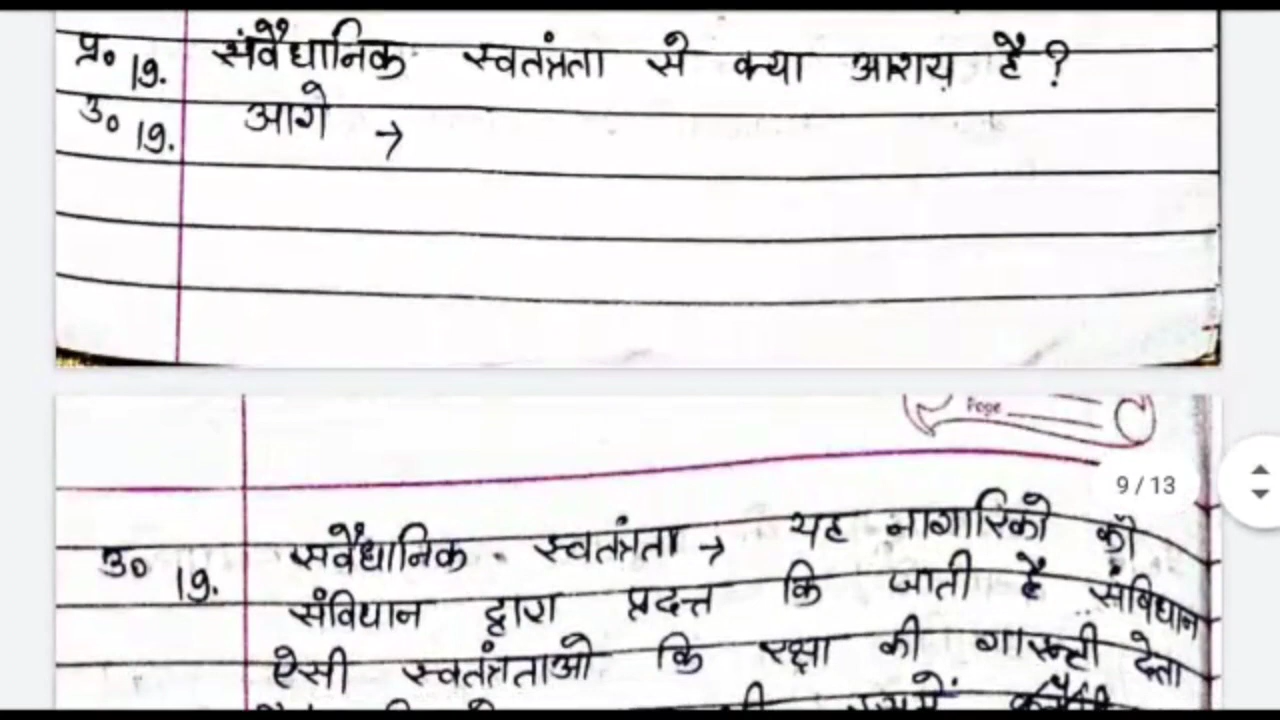 प्र० 19. संवैधानिक स्वतंत्रता से क्या आशय है?
उ० 19. आगे →
Page
9 / 13
उ० 19. सवैधानिक स्वतंत्रता → यह नागारिको को
संविधान द्वारा प्रदत्त कि जाती है संविधान
ऐसी स्वतंत्रताओ कि रक्षा की गारन्टी देता